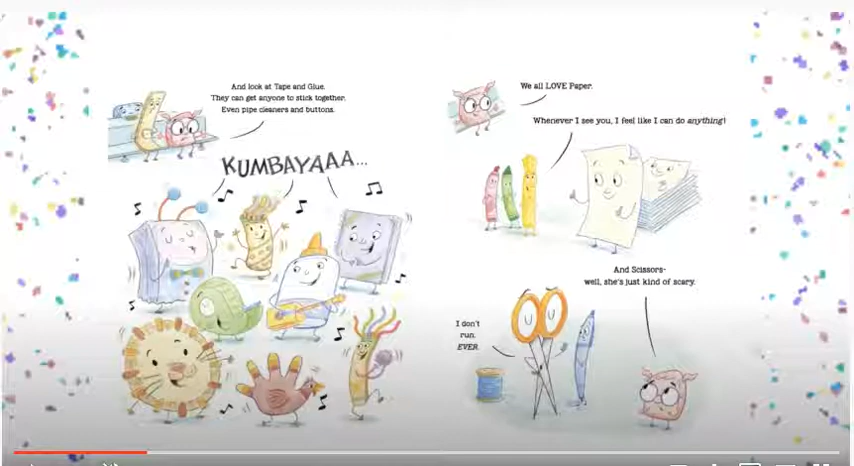 And look at Tape and Glue.
They can get anyone to stick together.
Even pipe cleaners and buttons.
KUMBAYAAA...
We all LOVE Paper.
Whenever I see you, I feel like I can do anything!
And Scissors-
well, she's just kind of scary.
I don't
run.
EVER.